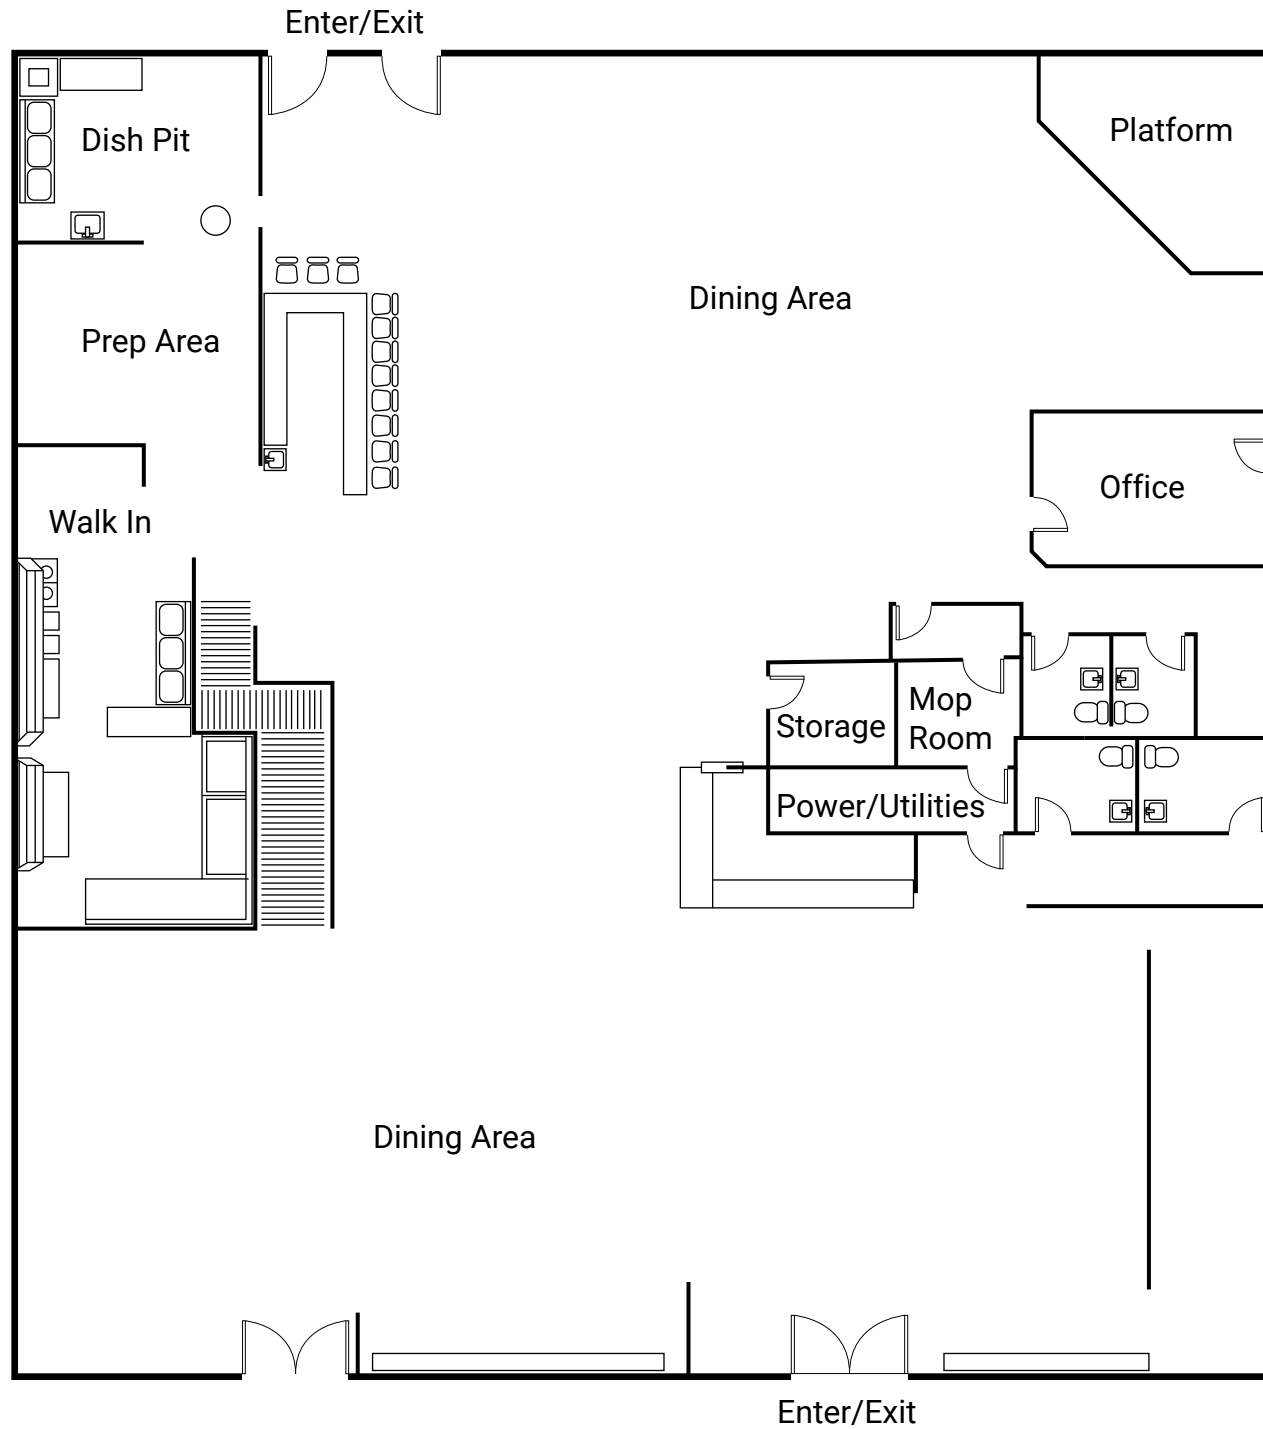 Enter/Exit
Dish Pit
Platform
Dining Area
Prep Area
Office
Walk In
Mop
Room
Storage
Power/Utilities
Dining Area
Enter/Exit